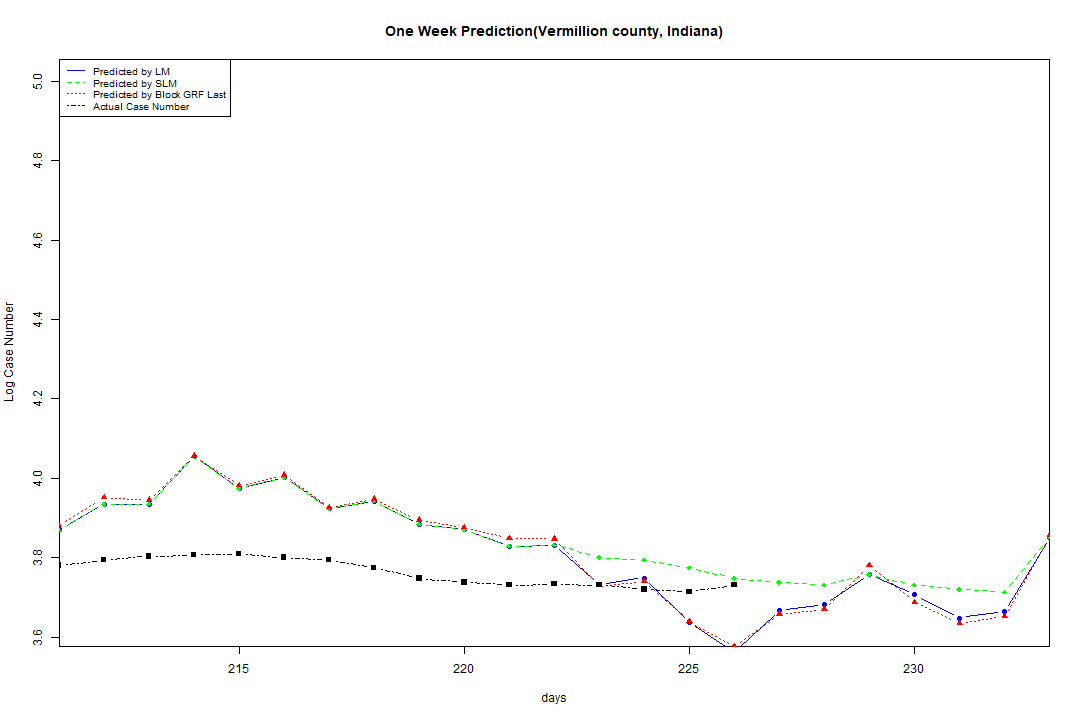 One Week Prediction(Vermillion county, Indiana)
Predicted by LM
Predicted by SLM
Predicted by Block GRF Last
Actual Case Number
5.0
4.8
4.6
4.4
4.2
4.0
3.8
3.6
Log Case Number
215 220 225 230
days